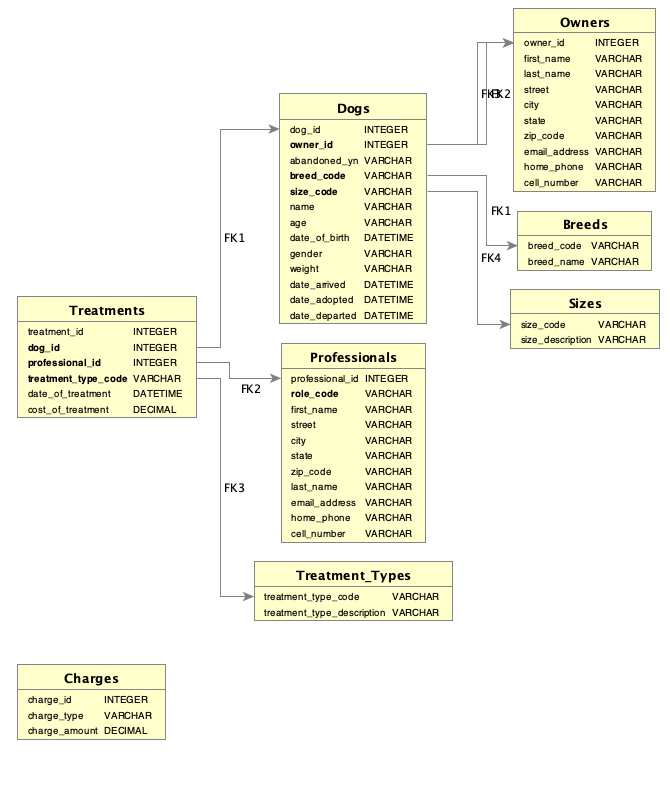 Owners
owner_id INTEGER
first_name VARCHAR
last_name VARCHAR
street VARCHAR
city VARCHAR
state VARCHAR
zip_code VARCHAR
email_address VARCHAR
home_phone VARCHAR
cell_number VARCHAR
FK2
Dogs
dog_id INTEGER
owner_id INTEGER
abandoned_yn VARCHAR
breed_code VARCHAR
size_code VARCHAR
name VARCHAR
age VARCHAR
date_of_birth DATETIME
gender VARCHAR
weight VARCHAR
date_arrived DATETIME
date_adopted DATETIME
date_departed DATETIME
FK1
Breeds
breed_code VARCHAR
breed_name VARCHAR
FK4
Sizes
size_code VARCHAR
size_description VARCHAR
FK1
Treatments
treatment_id INTEGER
dog_id INTEGER
professional_id INTEGER
treatment_type_code VARCHAR
date_of_treatment DATETIME
cost_of_treatment DECIMAL
FK2
Professionals
professional_id INTEGER
role_code VARCHAR
first_name VARCHAR
street VARCHAR
city VARCHAR
state VARCHAR
zip_code VARCHAR
last_name VARCHAR
email_address VARCHAR
home_phone VARCHAR
cell_number VARCHAR
FK3
Treatment_Types
treatment_type_code VARCHAR
treatment_type_description VARCHAR
Charges
charge_id INTEGER
charge_type VARCHAR
charge_amount DECIMAL